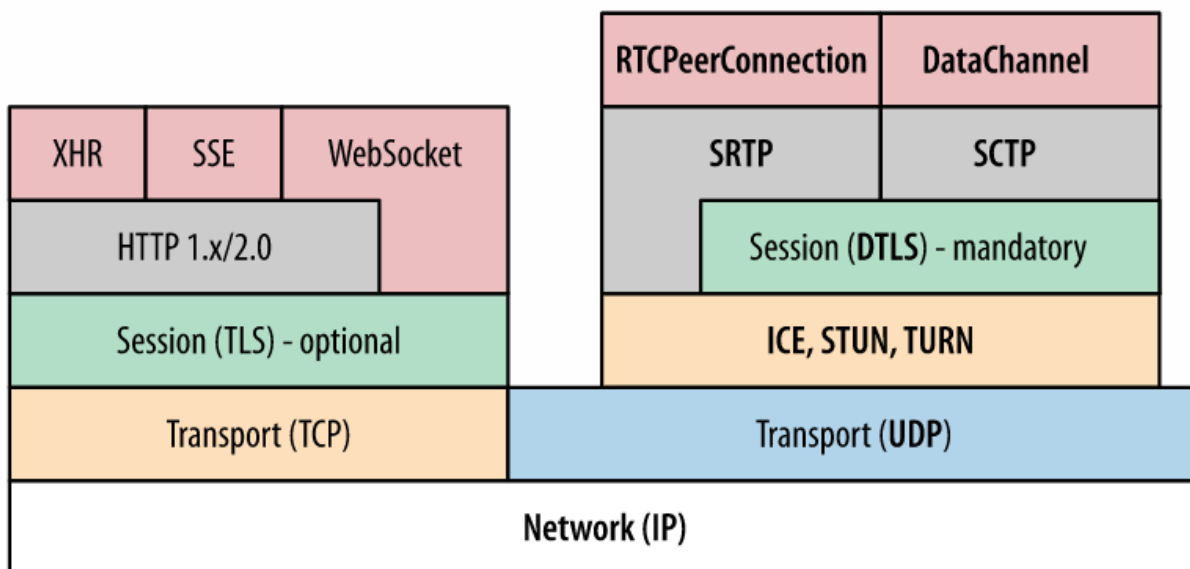 RTCPeerConnection DataChannel
XHR SSE WebSocket SRTP SCTP
HTTP 1.x/2.0 Session (DTLS) - mandatory
Session (TLS) - optional ICE, STUN, TURN
Transport (TCP) Transport (UDP)
Network (IP)